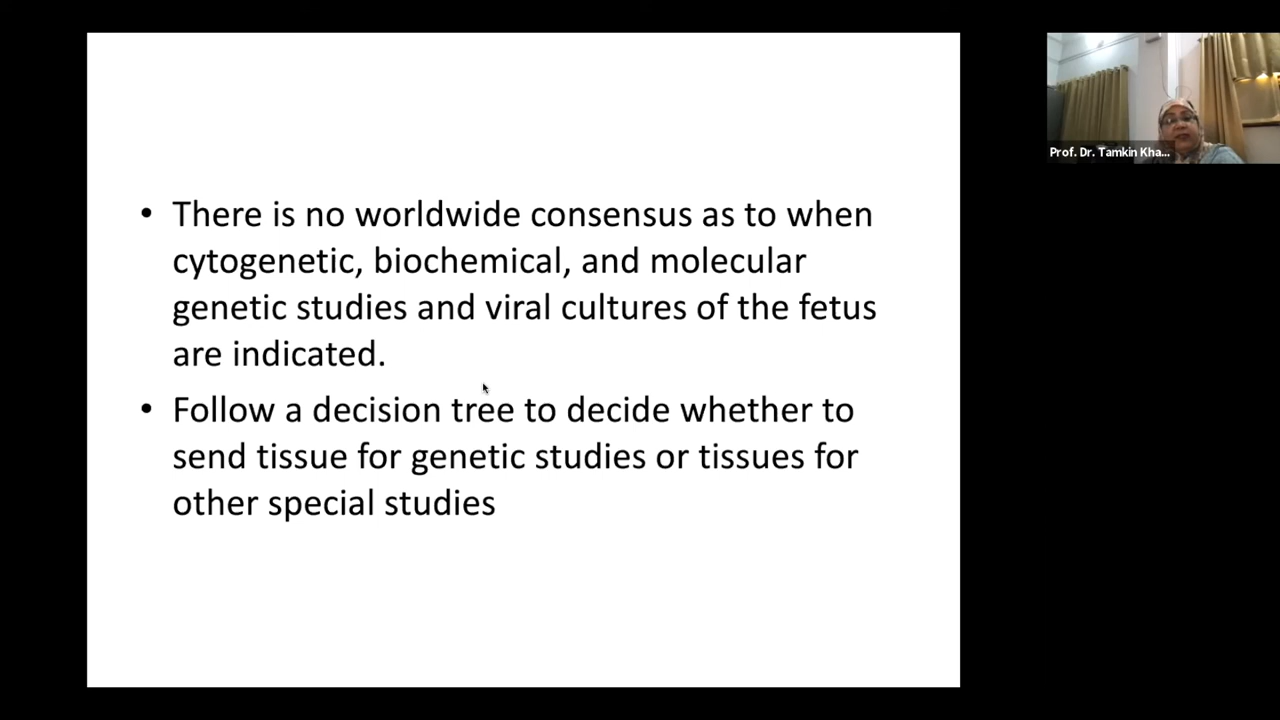 • There is no worldwide consensus as to when
cytogenetic, biochemical, and molecular
genetic studies and viral cultures of the fetus
are indicated.
• Follow a decision tree to decide whether to
send tissue for genetic studies or tissues for
other special studies
Prof. Dr. Tamkin Kha...